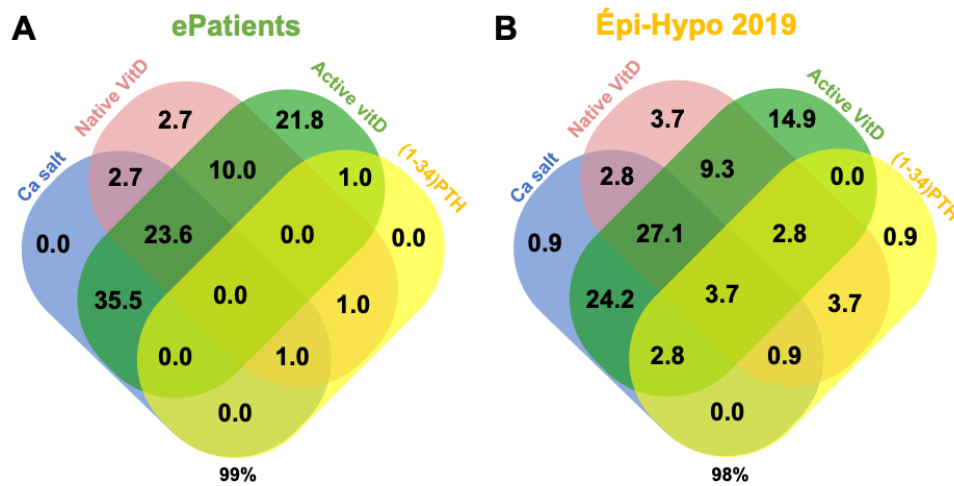 A
ePatients
Ca salt
Native VitD
Active vitD
(1-34)PTH
2.7
21.8
2.7
10.0
1.0
0.0
23.6
0.0
0.0
35.5
0.0
1.0
0.0
1.0
0.0
99%
B
Épi-Hypo 2019
Ca salt
Native VitD
Active VitD
(1-34)PTH
3.7
14.9
2.8
9.3
0.0
0.9
27.1
2.8
0.9
24.2
3.7
3.7
2.8
0.9
0.0
98%